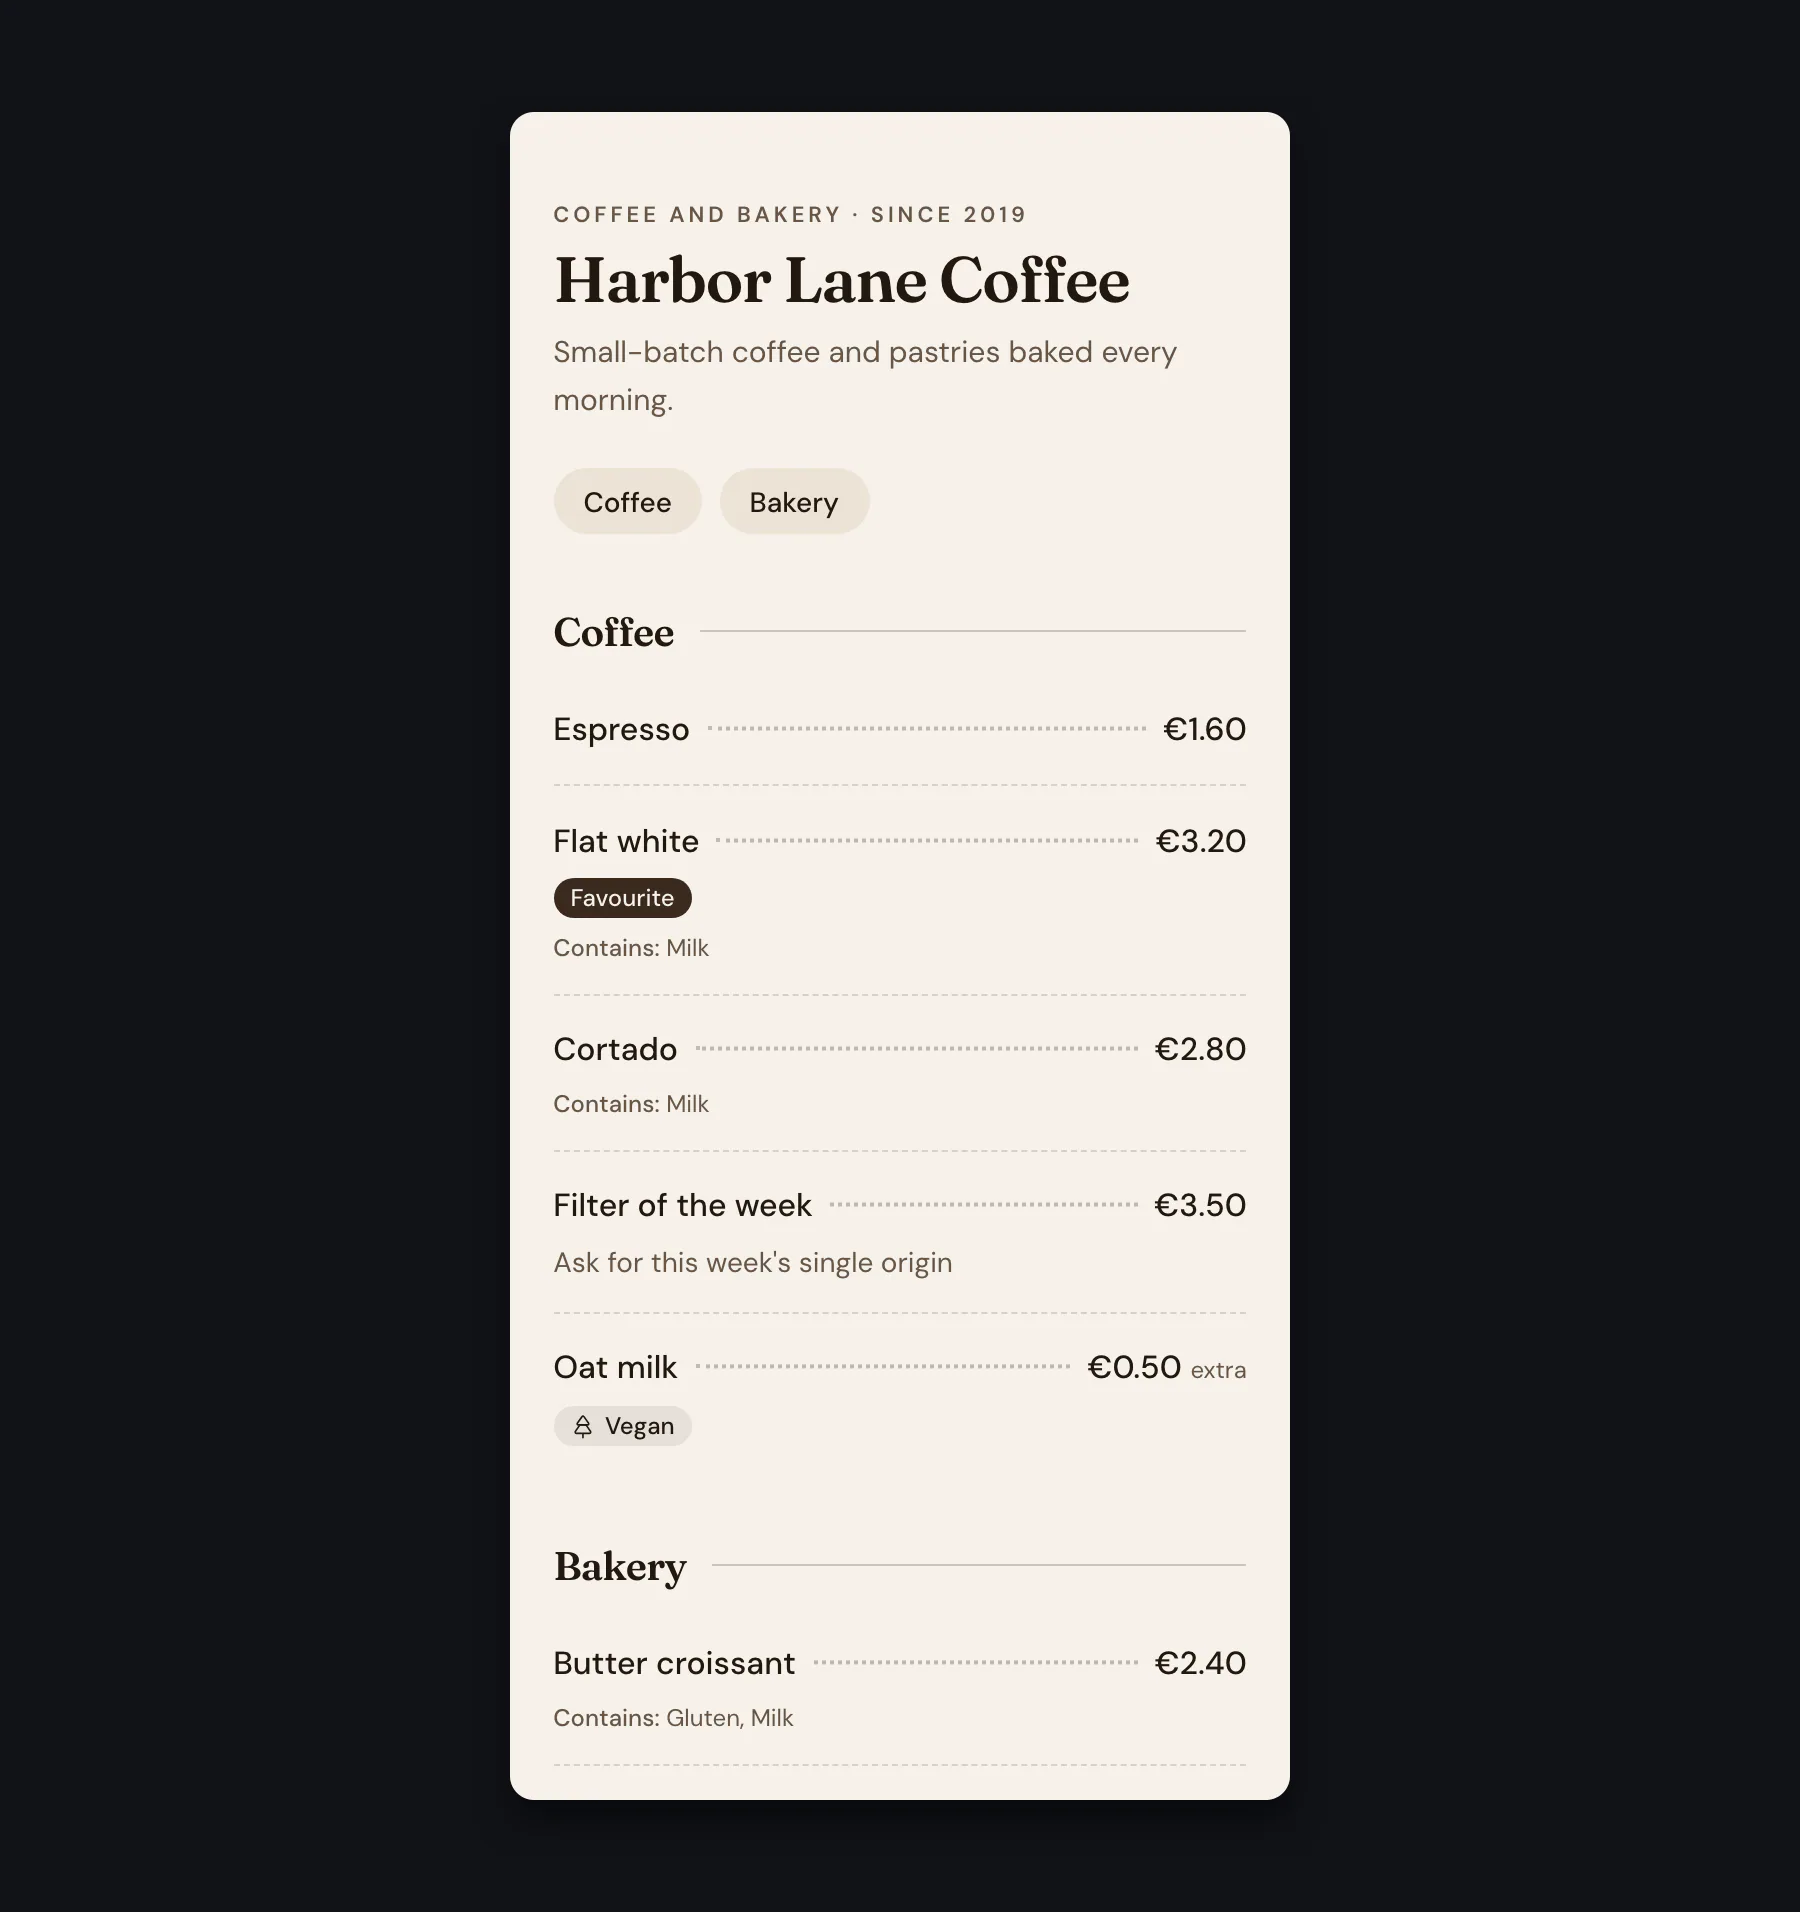 COFFEE AND BAKERY · SINCE 2019
Harbor Lane Coffee
Small-batch coffee and pastries baked every
morning.
Coffee Bakery
Coffee
Espresso €1.60
Flat white €3.20
Favourite
Contains: Milk
Cortado €2.80
Contains: Milk
Filter of the week €3.50
Ask for this week's single origin
Oat milk €0.50 extra
Vegan
Bakery
Butter croissant €2.40
Contains: Gluten, Milk